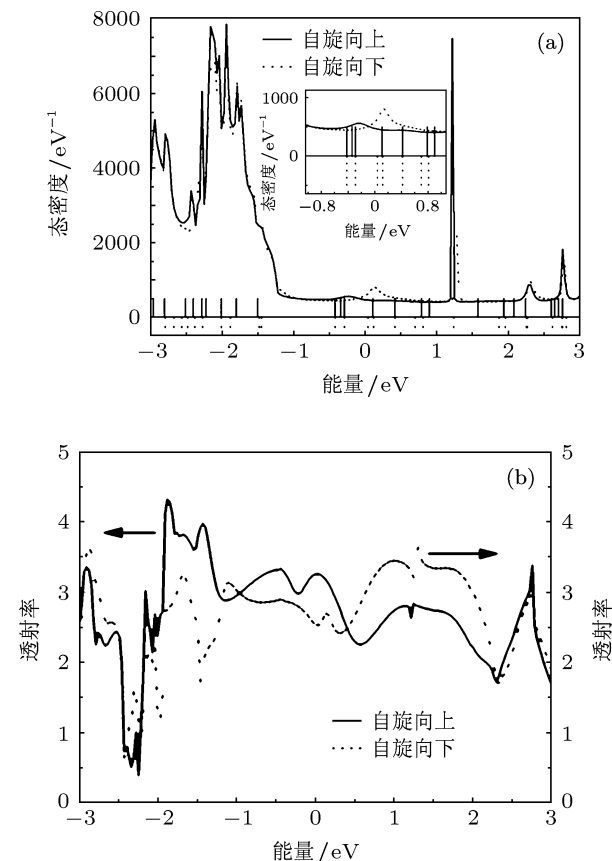 (a)
自旋向上
自旋向下
8000
6000
4000
2000
0
态密度/eV⁻¹
1000
0
态密度/eV⁻¹
−0.8 0 0.8
能量/eV
−3 −2 −1 0 1 2 3
能量/eV
(b)
5 5
4 4
3 3
2 2
1 1
0 0
透射率 透射率
自旋向上
自旋向下
−3 −2 −1 0 1 2 3
能量/eV